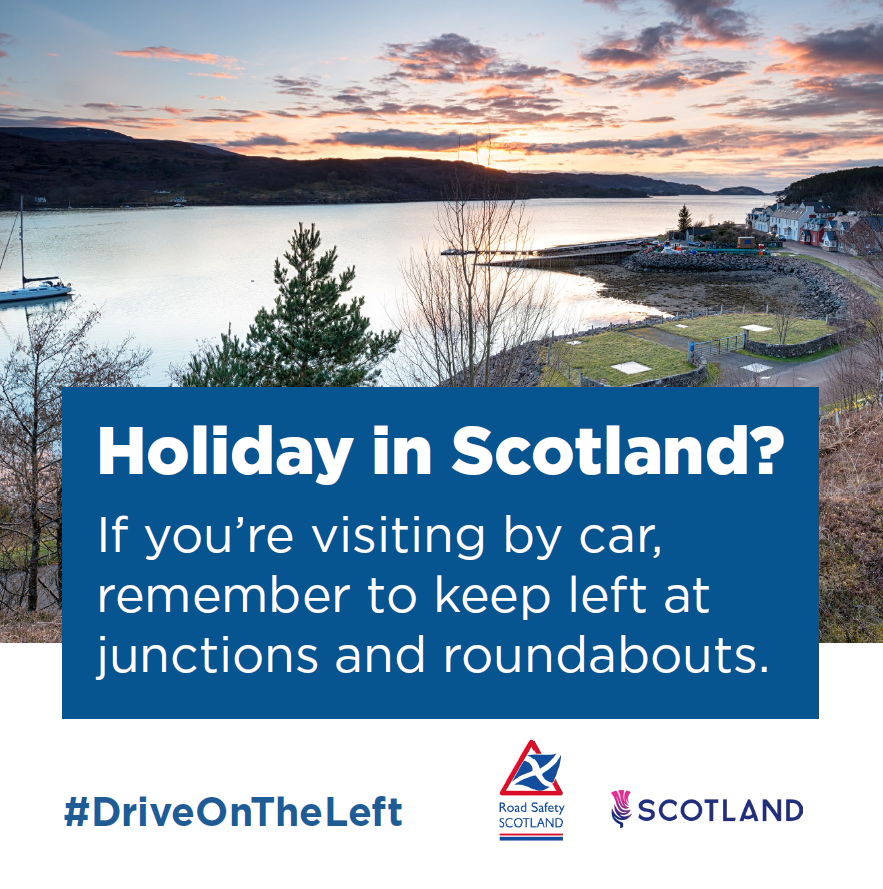 Holiday in Scotland?
If you’re visiting by car,
remember to keep left at
junctions and roundabouts.
#DriveOnTheLeft
Road Safety
SCOTLAND
SCOTLAND